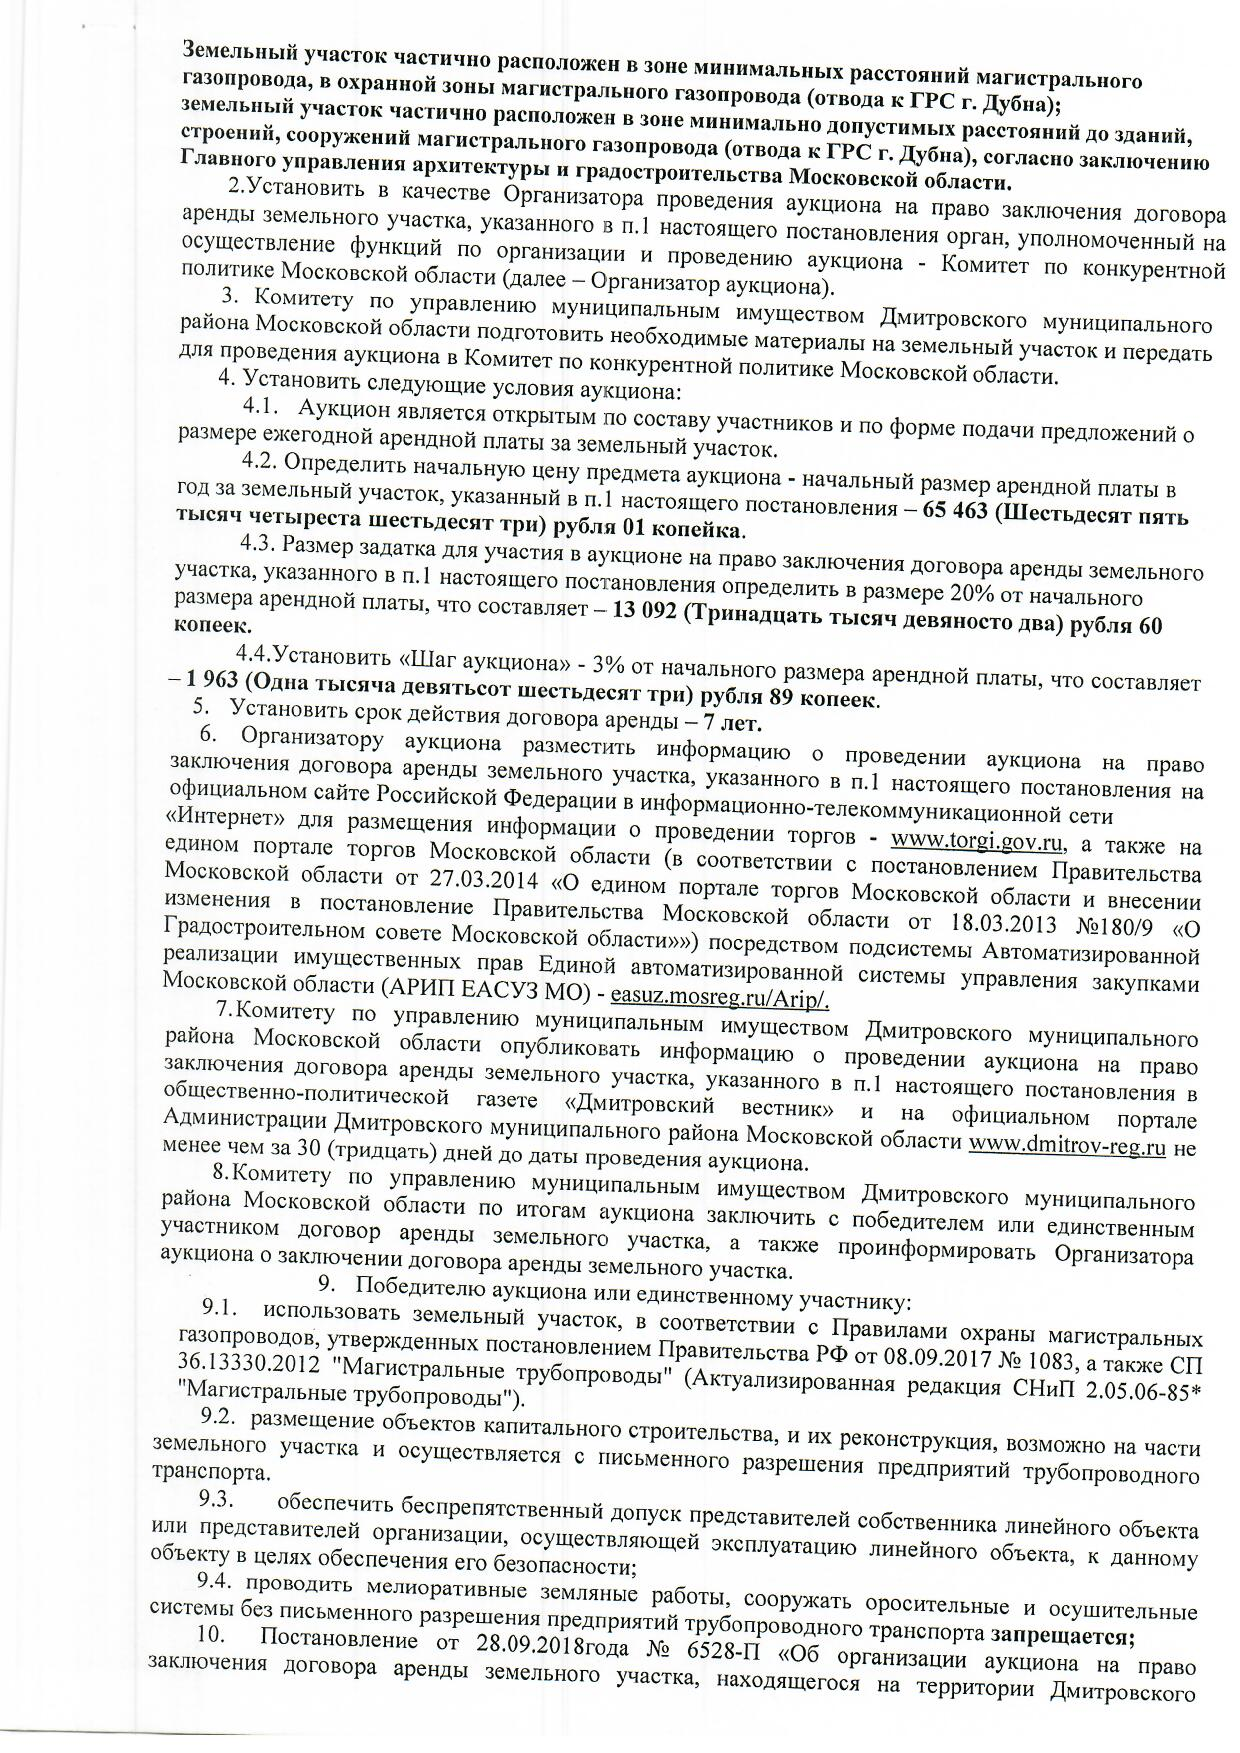 Земельный участок частично расположен в зоне минимальных расстояний магистрального
газопровода, в охранной зоны магистрального газопровода (отвода к ГРС г. Дубна);
земельный участок частично расположен в зоне минимально допустимых расстояний до зданий,
строений, сооружений магистрального газопровода (отвода к ГРС г. Дубна), согласно заключению
Главного управления архитектуры и градостроительства Московской области.
2.Установить в качестве Организатора проведения аукциона на право заключения договора
аренды земельного участка, указанного в п.1 настоящего постановления орган, уполномоченный на
осуществление функций по организации и проведению аукциона - Комитет по конкурентной
политике Московской области (далее – Организатор аукциона).
3. Комитету по управлению муниципальным имуществом Дмитровского муниципального
района Московской области подготовить необходимые материалы на земельный участок и передать
для проведения аукциона в Комитет по конкурентной политике Московской области.
4. Установить следующие условия аукциона:
4.1. Аукцион является открытым по составу участников и по форме подачи предложений о
размере ежегодной арендной платы за земельный участок.
4.2. Определить начальную цену предмета аукциона - начальный размер арендной платы в
год за земельный участок, указанный в п.1 настоящего постановления – 65 463 (Шестьдесят пять
тысяч четыреста шестьдесят три) рубля 01 копейка.
4.3. Размер задатка для участия в аукционе на право заключения договора аренды земельного
участка, указанного в п.1 настоящего постановления определить в размере 20% от начального
размера арендной платы, что составляет – 13 092 (Тринадцать тысяч девяносто два) рубля 60
копеек.
4.4.Установить «Шаг аукциона» - 3% от начального размера арендной платы, что составляет
– 1 963 (Одна тысяча девятьсот шестьдесят три) рубля 89 копеек.
5. Установить срок действия договора аренды – 7 лет.
6. Организатору аукциона разместить информацию о проведении аукциона на право
заключения договора аренды земельного участка, указанного в п.1 настоящего постановления на
официальном сайте Российской Федерации в информационно-телекоммуникационной сети
«Интернет» для размещения информации о проведении торгов - www.torgi.gov.ru, а также на
едином портале торгов Московской области (в соответствии с постановлением Правительства
Московской области от 27.03.2014 «О едином портале торгов Московской области и внесении
изменения в постановление Правительства Московской области от 18.03.2013 №180/9 «О
Градостроительном совете Московской области»») посредством подсистемы Автоматизированной
реализации имущественных прав Единой автоматизированной системы управления закупками
Московской области (АРИП ЕАСУЗ МО) - easuz.mosreg.ru/Arip/.
7.Комитету по управлению муниципальным имуществом Дмитровского муниципального
района Московской области опубликовать информацию о проведении аукциона на право
заключения договора аренды земельного участка, указанного в п.1 настоящего постановления в
общественно-политической газете «Дмитровский вестник» и на официальном портале
Администрации Дмитровского муниципального района Московской области www.dmitrov-reg.ru не
менее чем за 30 (тридцать) дней до даты проведения аукциона.
8.Комитету по управлению муниципальным имуществом Дмитровского муниципального
района Московской области по итогам аукциона заключить с победителем или единственным
участником договор аренды земельного участка, а также проинформировать Организатора
аукциона о заключении договора аренды земельного участка.
9. Победителю аукциона или единственному участнику:
9.1. использовать земельный участок, в соответствии с Правилами охраны магистральных
газопроводов, утвержденных постановлением Правительства РФ от 08.09.2017 № 1083, а также СП
36.13330.2012 "Магистральные трубопроводы" (Актуализированная редакция СНиП 2.05.06-85*
"Магистральные трубопроводы").
9.2. размещение объектов капитального строительства, и их реконструкция, возможно на части
земельного участка и осуществляется с письменного разрешения предприятий трубопроводного
транспорта.
9.3. обеспечить беспрепятственный допуск представителей собственника линейного объекта
или представителей организации, осуществляющей эксплуатацию линейного объекта, к данному
объекту в целях обеспечения его безопасности;
9.4. проводить мелиоративные земляные работы, сооружать оросительные и осушительные
системы без письменного разрешения предприятий трубопроводного транспорта запрещается;
10. Постановление от 28.09.2018года № 6528-П «Об организации аукциона на право
заключения договора аренды земельного участка, находящегося на территории Дмитровского